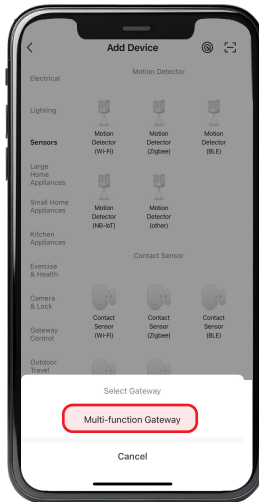 Add Device
Electrical
Motion Detector
Lighting
Sensors
Motion
Detector
(Wi-Fi)
Motion
Detector
(Zigbee)
Motion
Detector
(BLE)
Large
Home
Appliances
Small Home
Appliances
Motion
Detector
(NB-IoT)
Motion
Detector
(other)
Kitchen
Appliances
Contact Sensor
Exercise
& Health
Camera
& Lock
Contact
Sensor
(Wi-Fi)
Contact
Sensor
(Zigbee)
Contact
Sensor
(BLE)
Gateway
Control
Outdoor
Travel
Select Gateway
Multi-function Gateway
Cancel